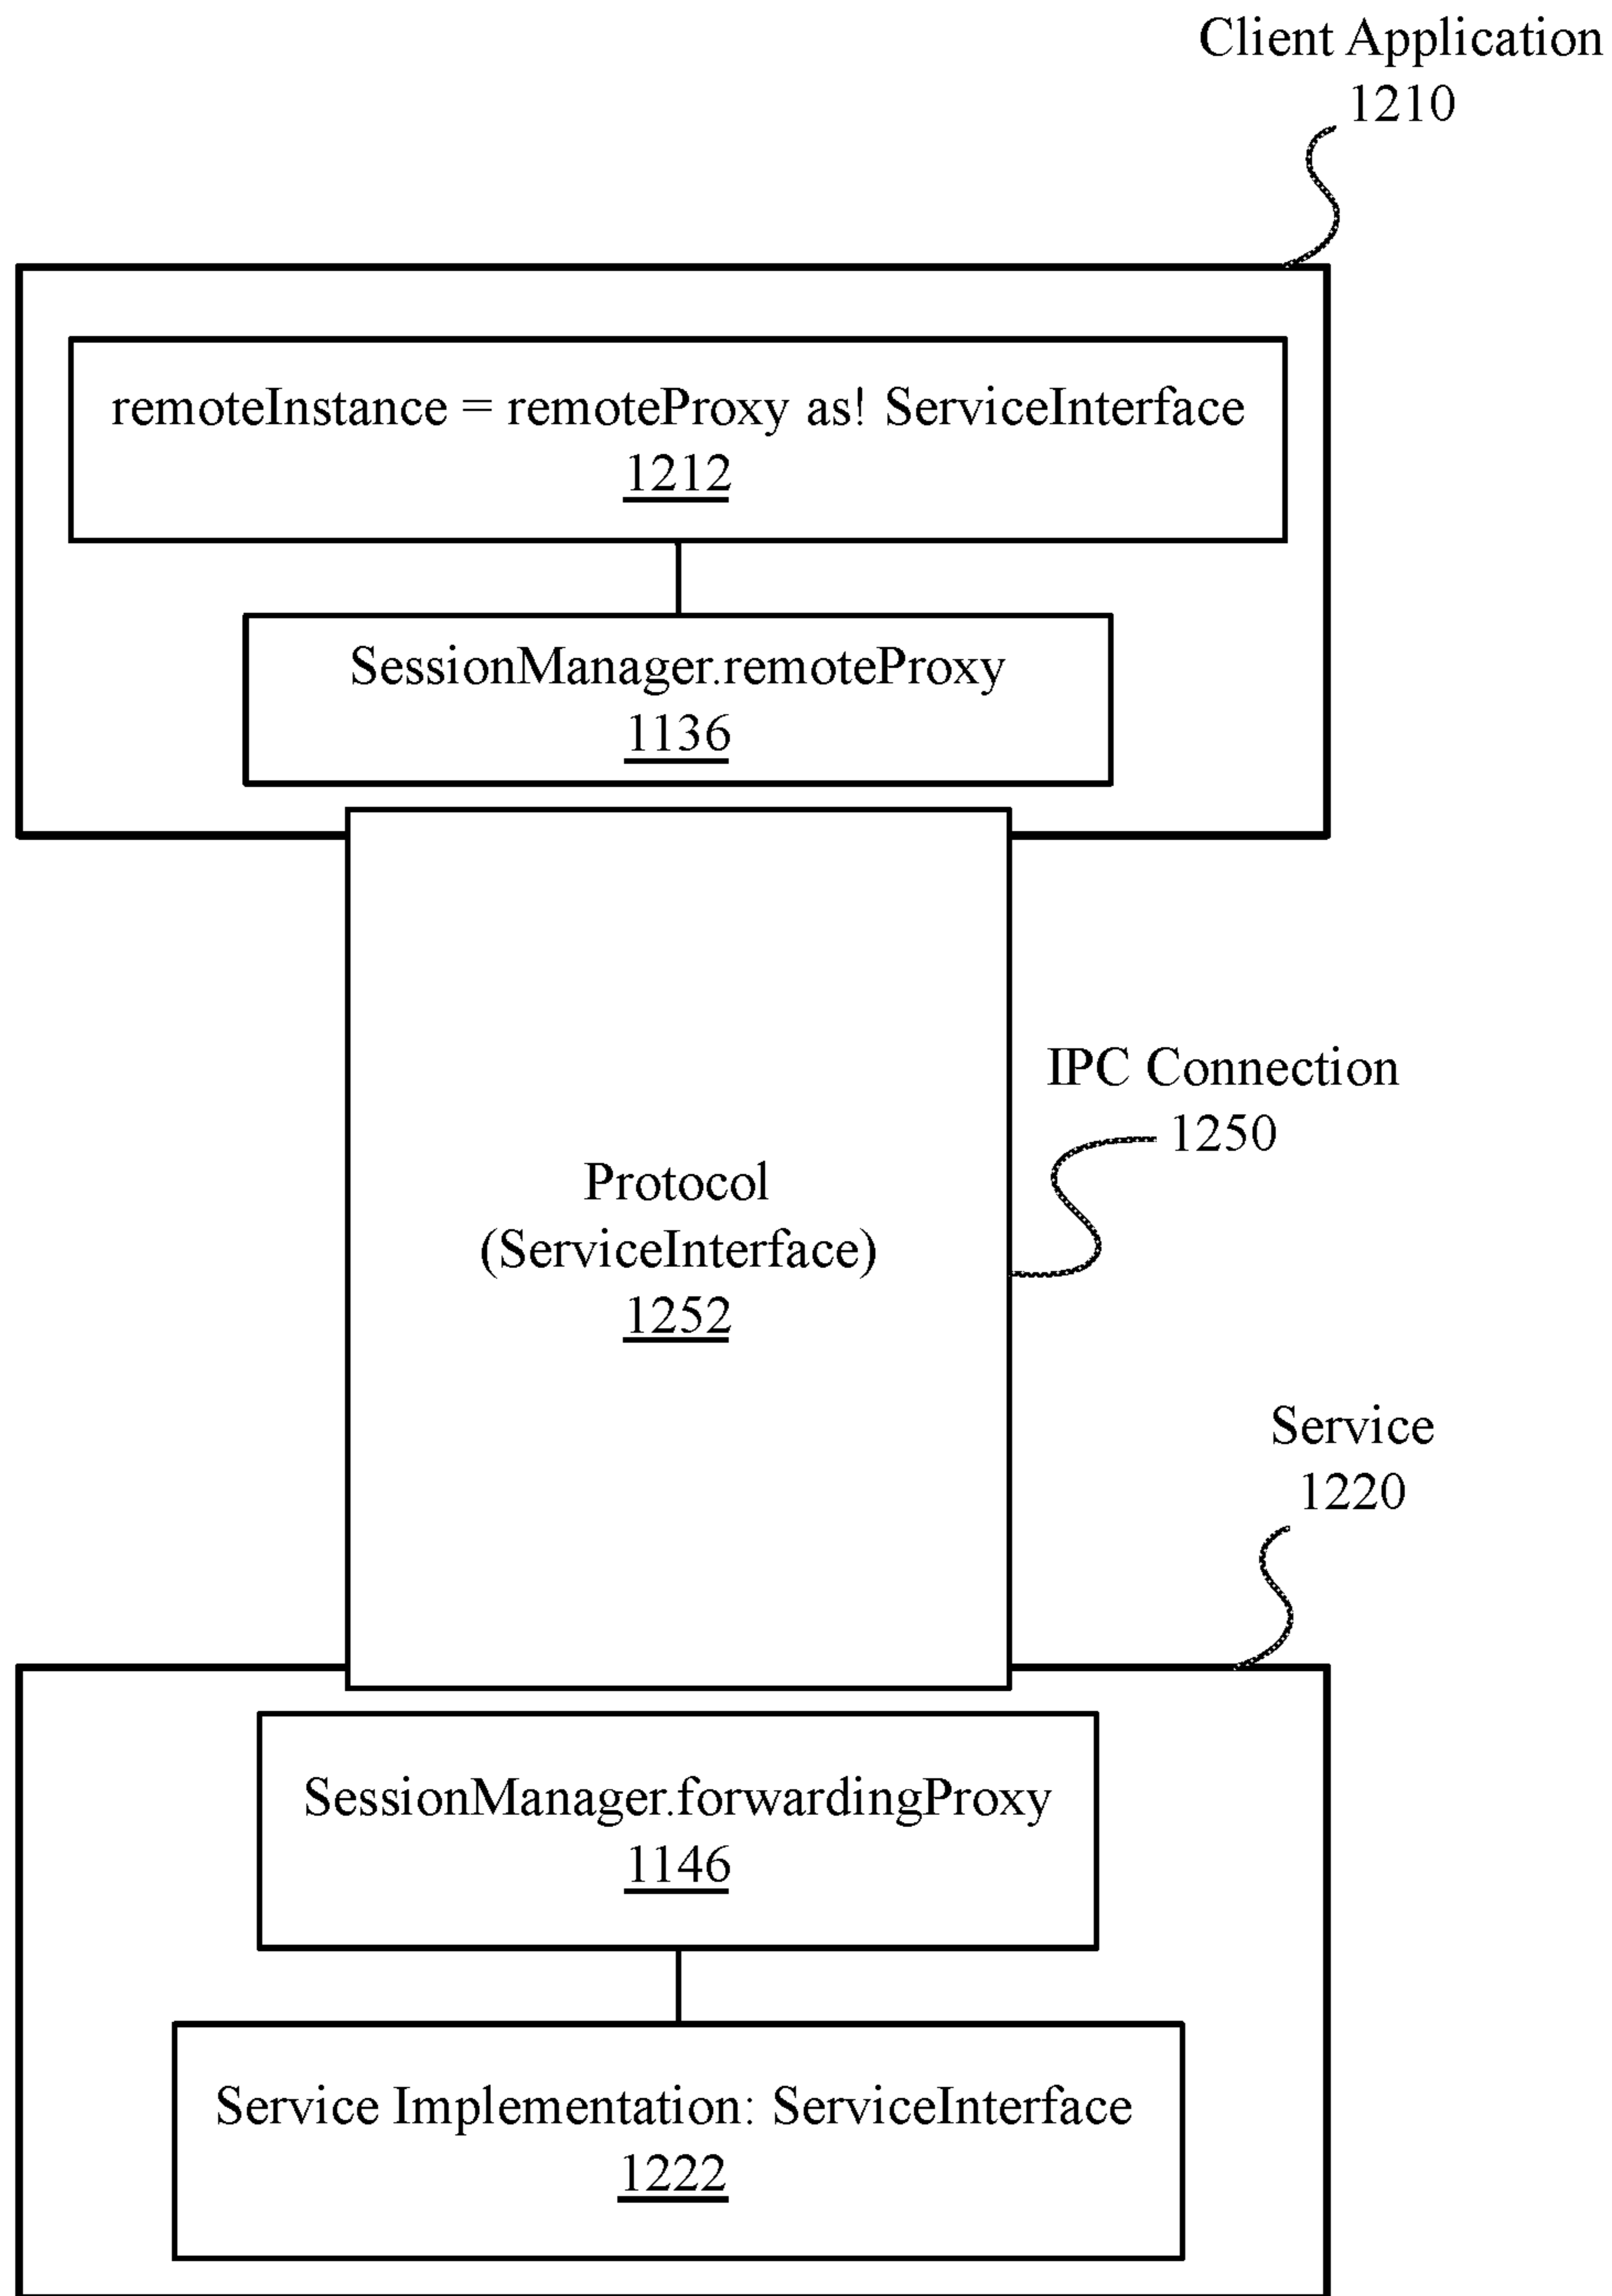 Client Application
1210
remoteInstance = remoteProxy as! ServiceInterface
1212
SessionManager.remoteProxy
1136
IPC Connection
1250
Protocol
(ServiceInterface)
1252
Service
1220
SessionManager.forwardingProxy
1146
Service Implementation: ServiceInterface
1222